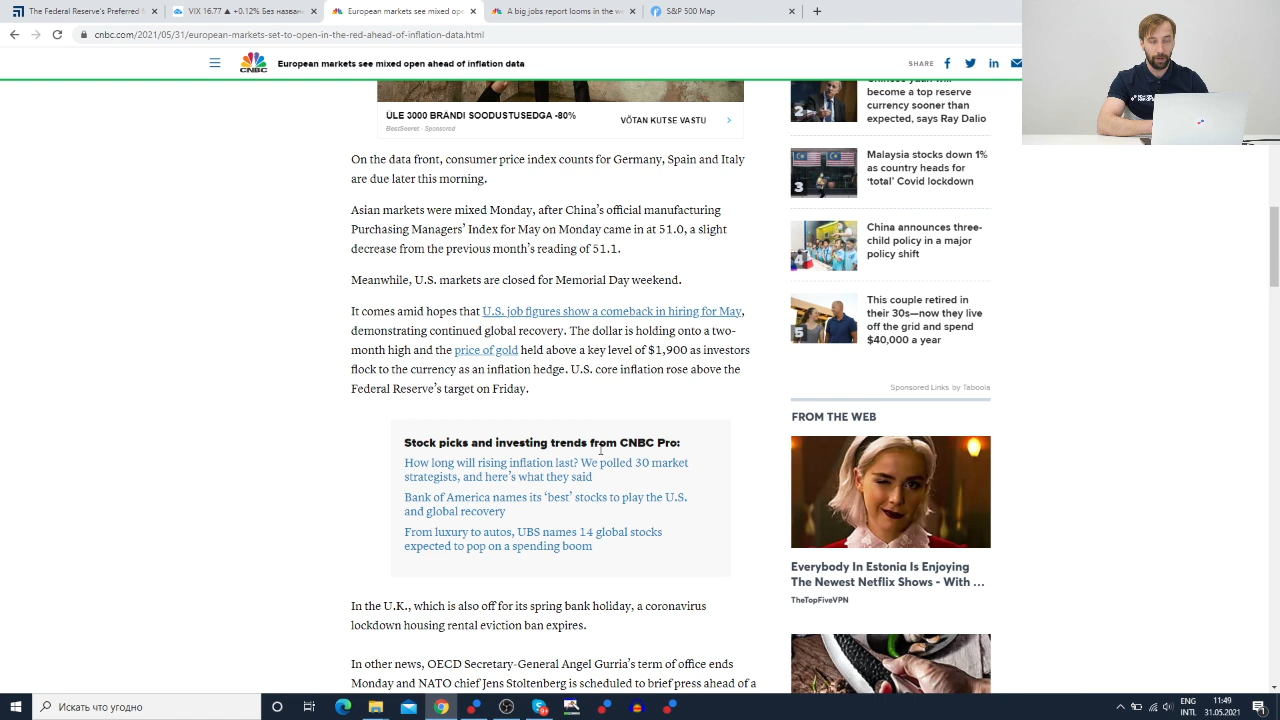 The Federal Reser
VIX 16.77 ▲ +0.12%
European markets
European markets set ope
A big jobs report looms in the w
S&P 500 Map
cnbc.com/2021/05/31/european-markets-set-to-open-in-the-red-ahead-of-inflation-data.html
CNBC
European markets see mixed open ahead of inflation data
SHARE
ÜLE 3000 BRÄNDI SOODUSTUSEGA -80%
BestSecret - Sponsored
VÕTAN KUTSE VASTU
On the data front, consumer price index counts for Germany, Spain and Italy
are due later this morning.
Asian markets were mixed Monday, after China's official manufacturing
Purchasing Managers' Index for May on Monday came in at 51.0, a slight
decrease from the previous month's reading of 51.1.
Meanwhile, U.S. markets are closed for Memorial Day weekend.
It comes amid hopes that U.S. job figures show a comeback in hiring for May,
demonstrating continued global recovery. The dollar is holding onto a two-
month high and the price of gold held above a key level of $1,900 as investors
flock to the currency as an inflation hedge. U.S. core inflation rose above the
Federal Reserve's target on Friday.
Stock picks and investing trends from CNBC Pro:
How long will rising inflation last? We polled 30 market
strategists, and here's what they said
Bank of America names its 'best' stocks to play the U.S.
and global recovery
From luxury to autos, UBS names 14 global stocks
expected to pop on a spending boom
In the U.K., which is also off for its spring bank holiday, a coronavirus
lockdown housing rental eviction ban expires.
In other news, OECD Secretary-General Angel Gurria's term of office
Monday and NATO chief Jens Stoltenberg is scheduled to brief press ahead of a
Chinese yuan will
become a top reserve
currency sooner than
expected, says Ray Dalio
2
Malaysia stocks down 1%
as country heads for
'total' Covid lockdown
3
China announces three-
child policy in a major
policy shift
4
This couple retired in
their 30s—now they live
off the grid and spend
$40,000 a year
5
Sponsored Links by Taboola
FROM THE WEB
Everybody In Estonia Is Enjoying
The Newest Netflix Shows - With ...
TheTopFiveVPN
Искать что угодно
ENG
INTL
11:49
31.05.2021